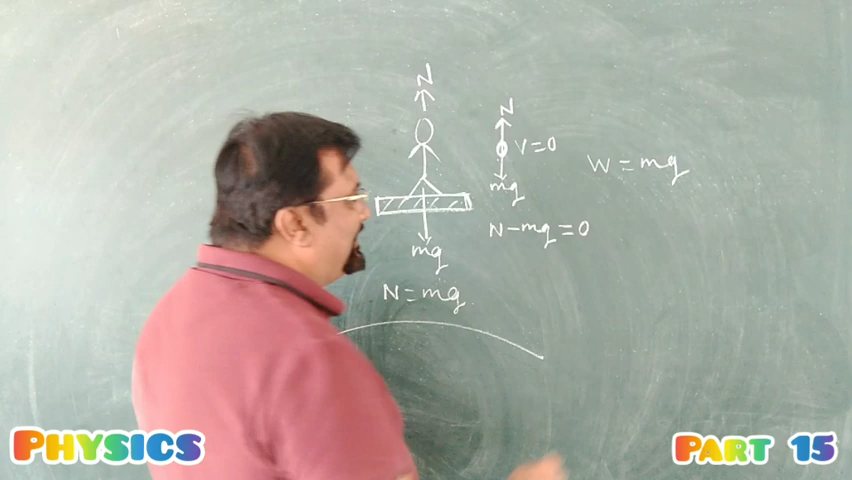 N
N
V=0
mg
W = mg
N-mg=0
mg
N=mg
PHYSICS
PART 15